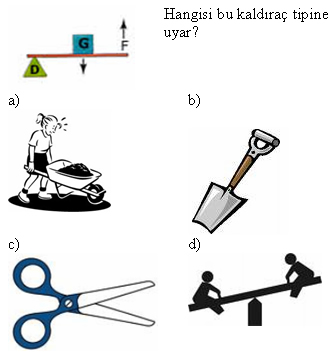 Hangisi bu kaldıraç tipine
uyar?
G
F
D
a)
b)
c)
d)